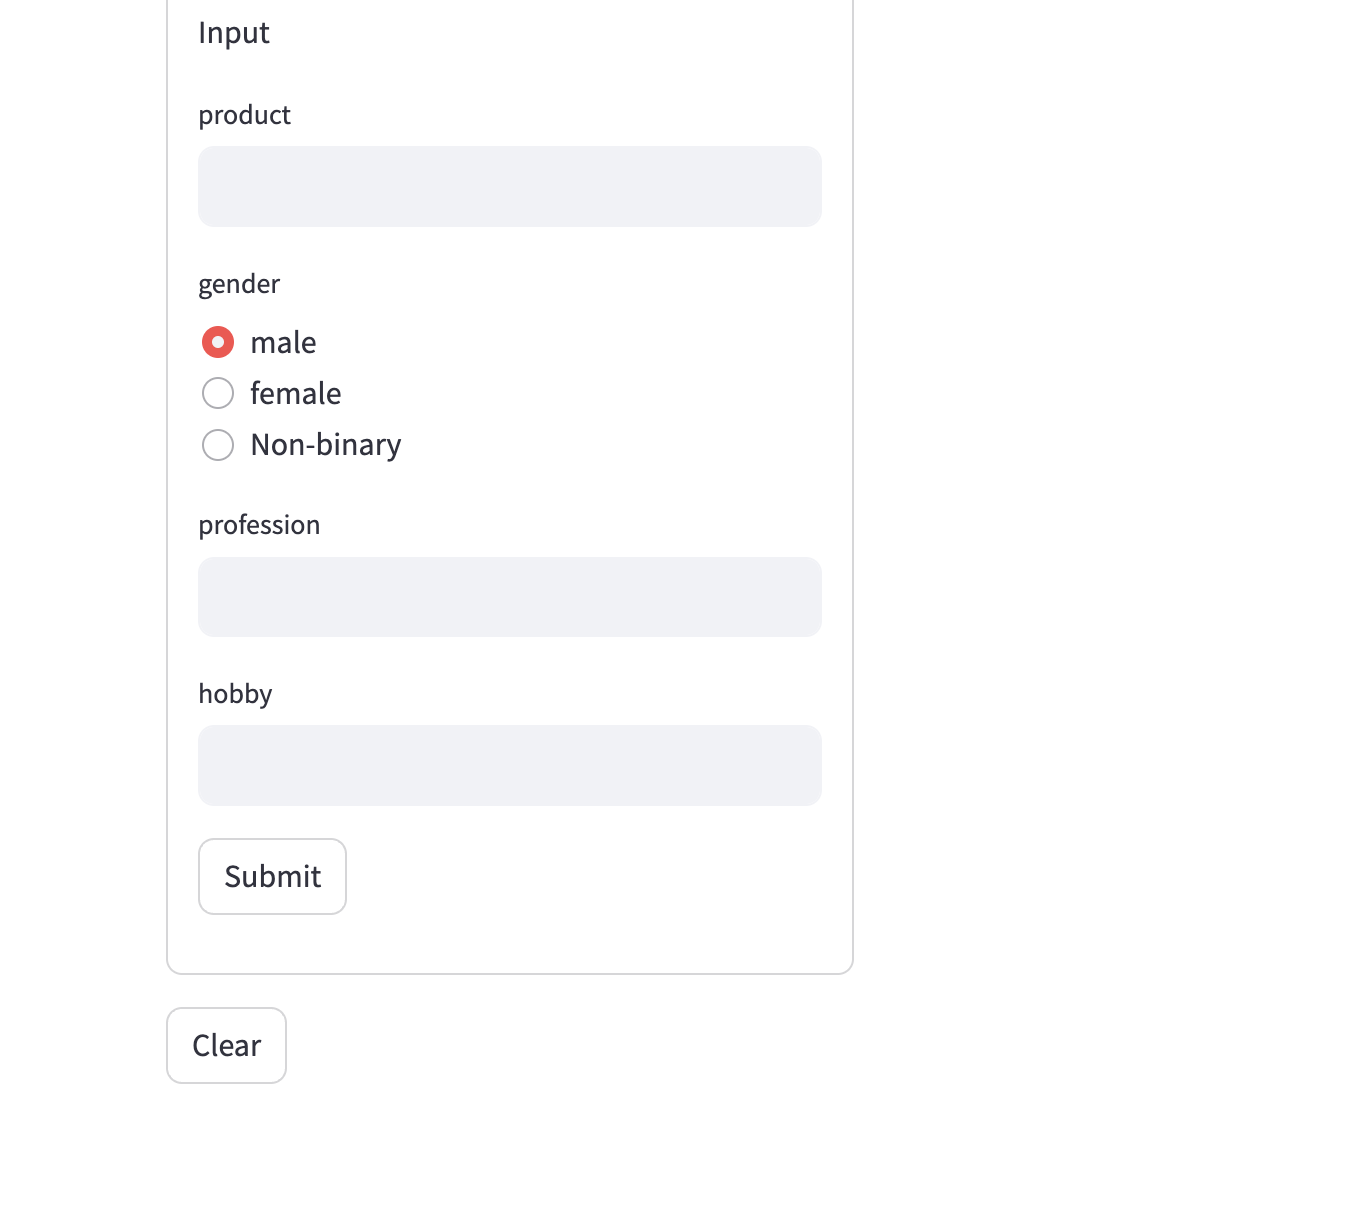 Input
product
gender
male
female
Non-binary
profession
hobby
Submit
Clear